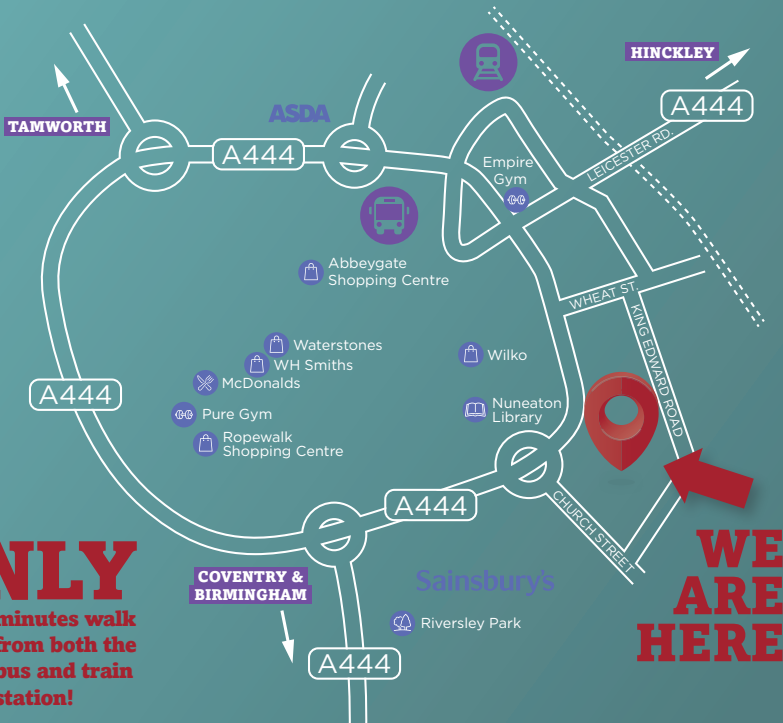 HINCKLEY
A444
TAMWORTH
ASDA
A444
LEICESTER RD.
Empire
Gym
Abbeygate
Shopping Centre
WHEAT ST.
KING EDWARD ROAD
Waterstones
WH Smiths
McDonalds
Wilko
A444
Pure Gym
Nuneaton
Library
Ropewalk
Shopping Centre
A444
CHURCH STREET
NLY
minutes walk
from both the
bus and train
station!
COVENTRY &
BIRMINGHAM
Sainsbury's
Riversley Park
A444
WE
ARE
HERE